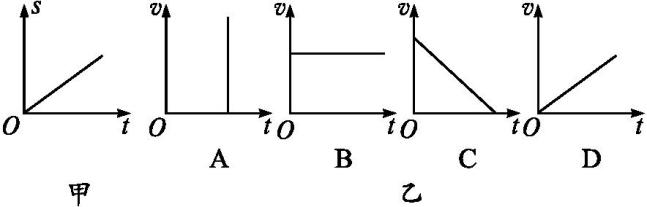 s v v v v
O t O t O t O t O t
A B C D
甲 乙